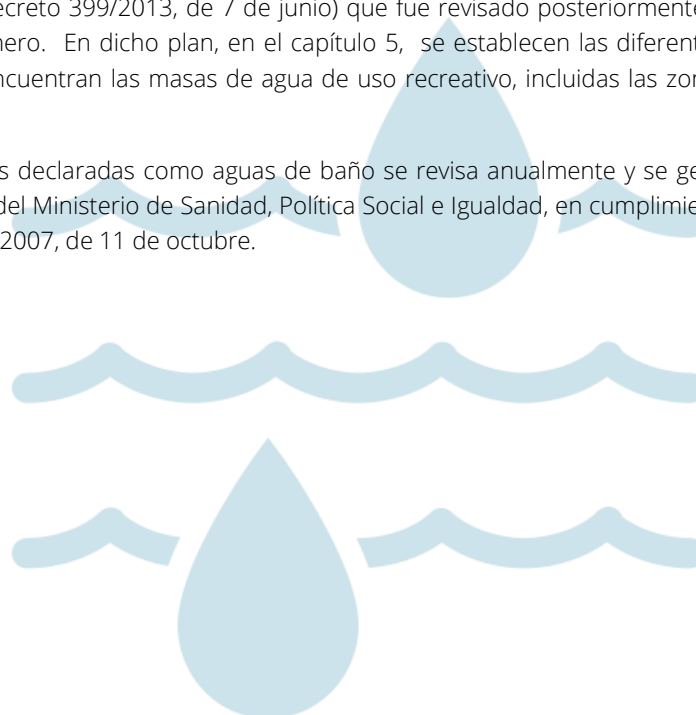 ecreto 399/2013, de 7 de junio) que fue revisado posteriormente
nero. En dicho plan, en el capítulo 5, se establecen las diferent
ncuentran las masas de agua de uso recreativo, incluidas las zon
s declaradas como aguas de baño se revisa anualmente y se ge
del Ministerio de Sanidad, Política Social e Igualdad, en cumplimie
2007, de 11 de octubre.